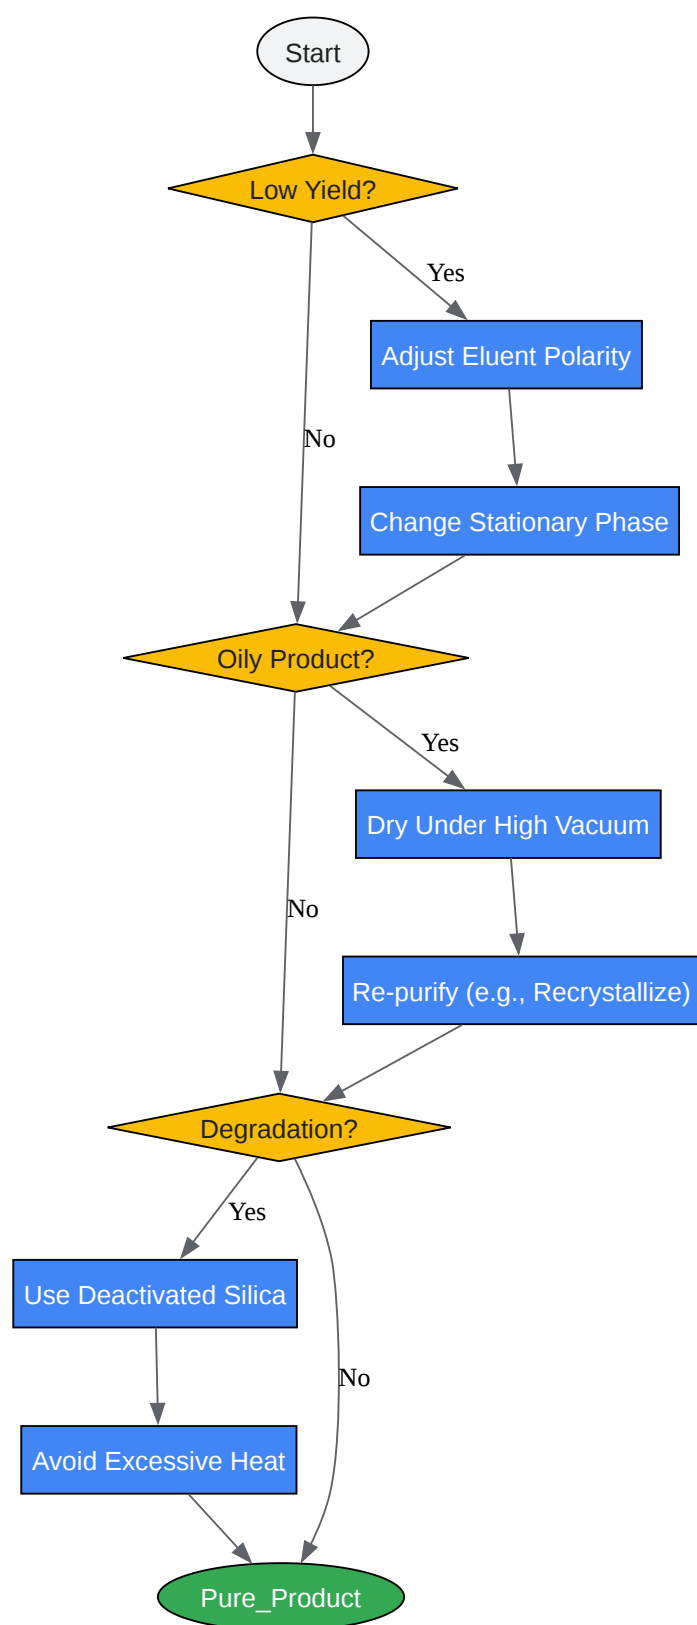 Start
Low Yield?
Yes
Adjust Eluent Polarity
No
Change Stationary Phase
Oily Product?
Yes
Dry Under High Vacuum
No
Re-purify (e.g., Recrystallize)
Degradation?
Yes
Use Deactivated Silica
No
Avoid Excessive Heat
Pure_Product